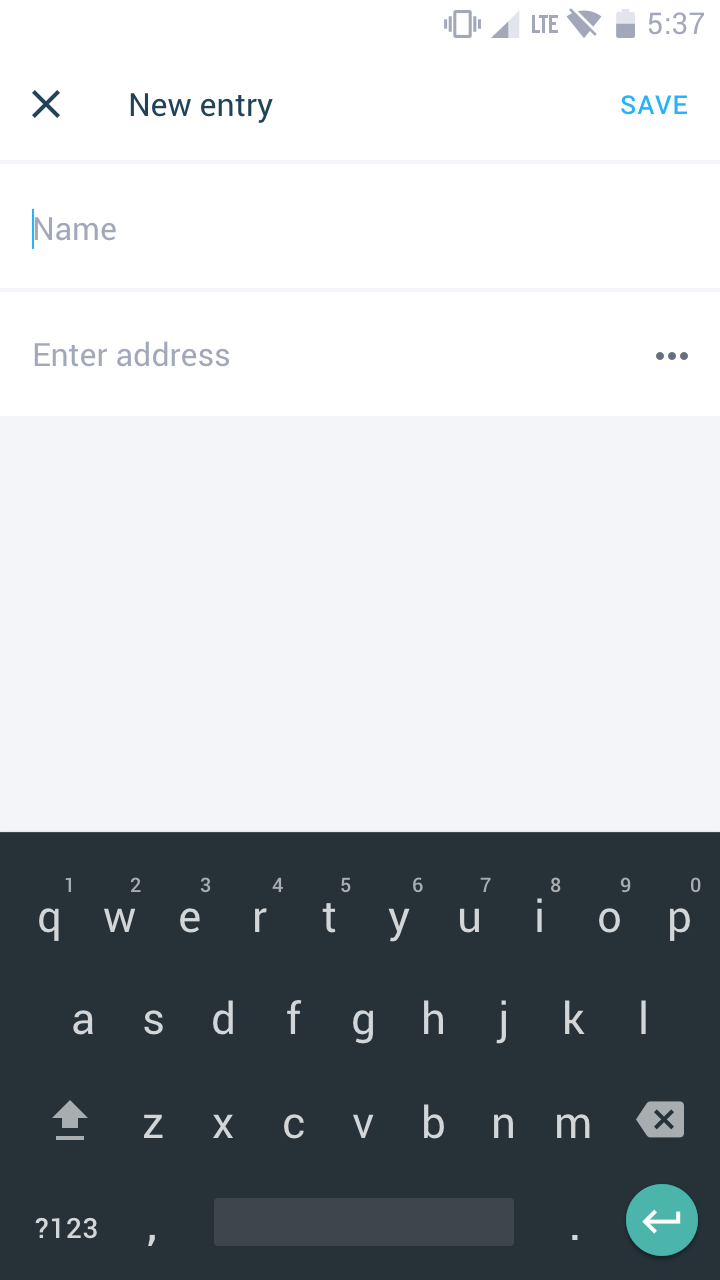 LTE 5:37
New entry SAVE
Name
Enter address
1 2 3 4 5 6 7 8 9 0
q w e r t y u i o p
a s d f g h j k l
z x c v b n m
?123 , .